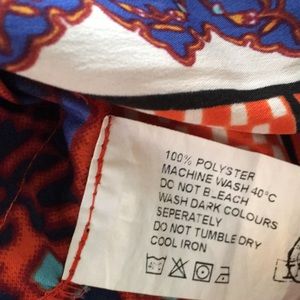 100% POLYSTER
MACHINE WASH 40°C
DO NOT BLEACH
WASH DARK COLOURS
SEPERATELY
DO NOT TUMBLE DRY
COOL IRON